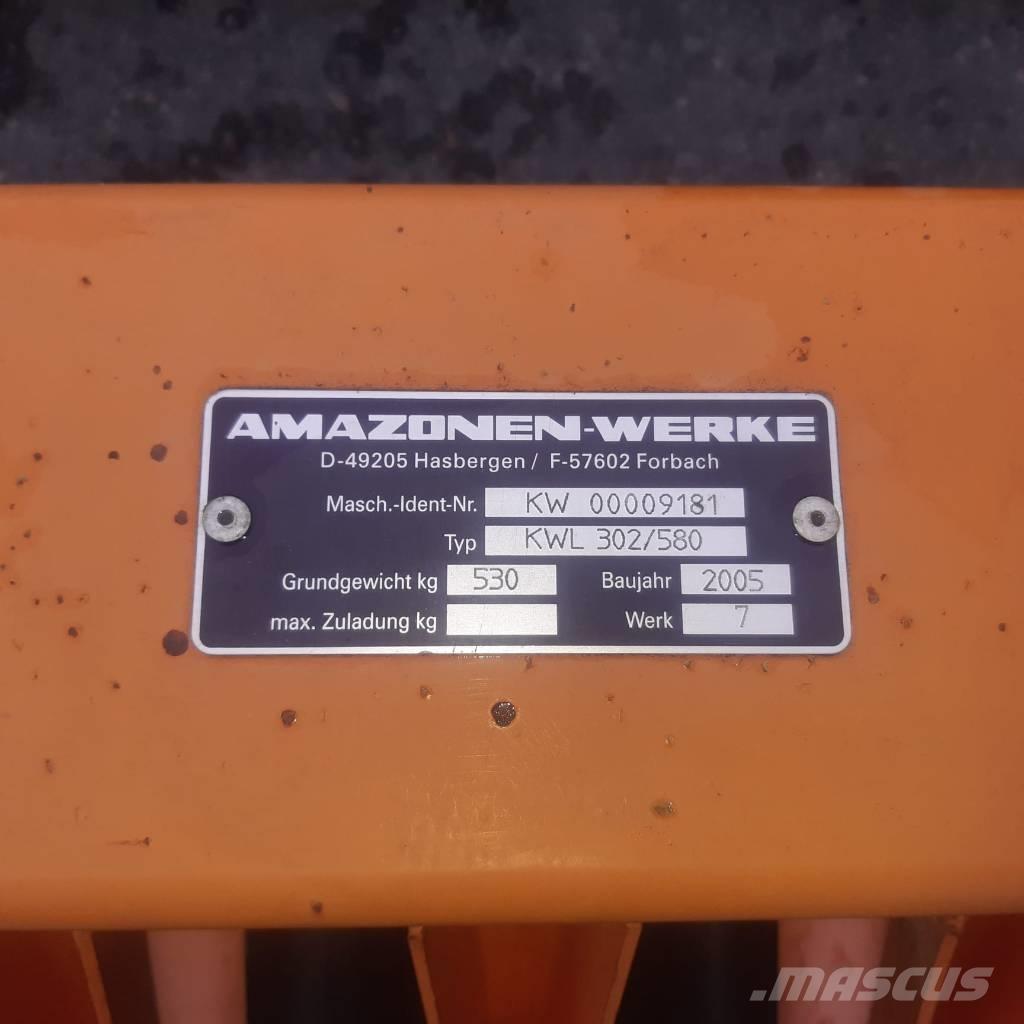 AMAZONEN-WERKE
D-49205 Hasbergen / F-57602 Forbach
Masch.-Ident-Nr. KW 00009181
Typ KWL 302/580
Grundgewicht kg 530 Baujahr 2005
max. Zuladung kg Werk 7
.MASCUS